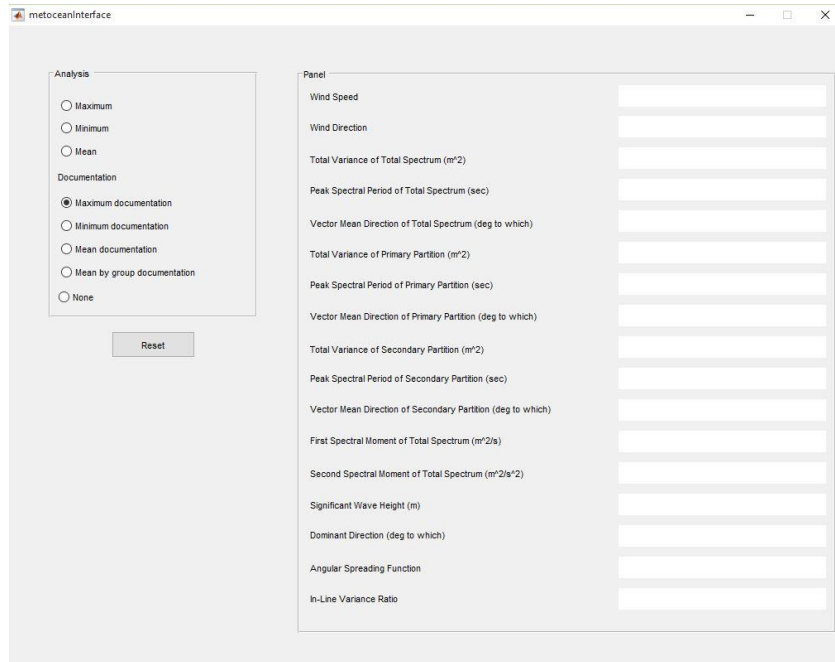 metoceanInterface
Analysis
Maximum
Minimum
Mean
Documentation
Maximum documentation
Minimum documentation
Mean documentation
Mean by group documentation
None
Reset
Panel
Wind Speed
Wind Direction
Total Variance of Total Spectrum (m^2)
Peak Spectral Period of Total Spectrum (sec)
Vector Mean Direction of Total Spectrum (deg to which)
Total Variance of Primary Partition (m^2)
Peak Spectral Period of Primary Partition (sec)
Vector Mean Direction of Primary Partition (deg to which)
Total Variance of Secondary Partition (m^2)
Peak Spectral Period of Secondary Partition (sec)
Vector Mean Direction of Secondary Partition (deg to which)
First Spectral Moment of Total Spectrum (m^2/s)
Second Spectral Moment of Total Spectrum (m^2/s^2)
Significant Wave Height (m)
Dominant Direction (deg to which)
Angular Spreading Function
In-Line Variance Ratio